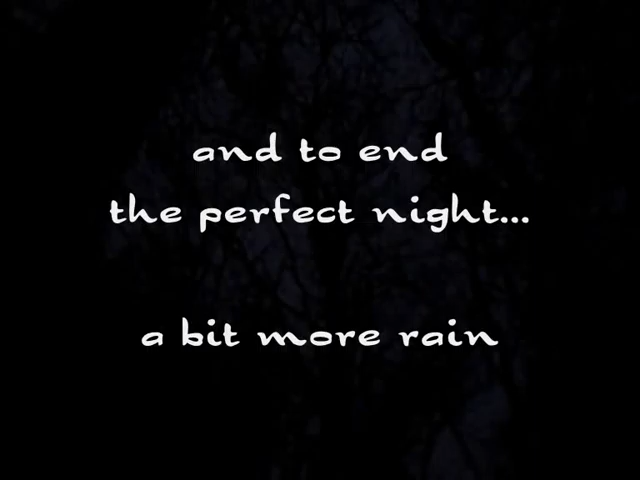 and to end
the perfect night...
a bit more rain